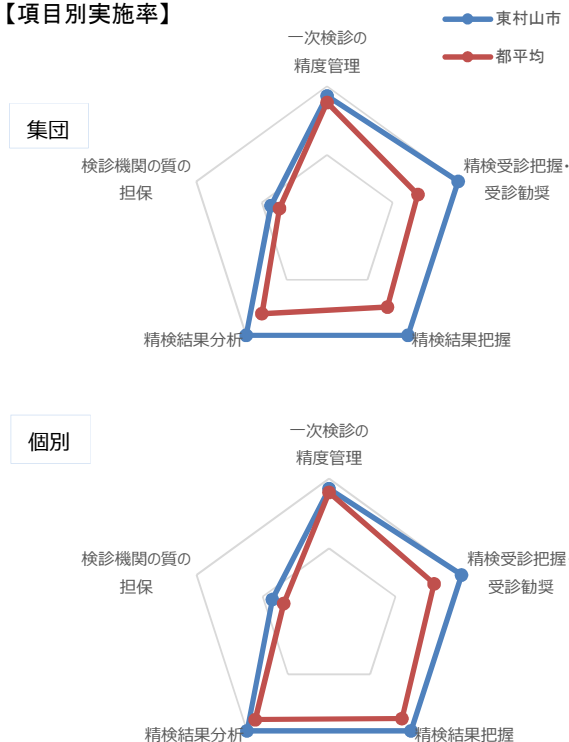 【項目別実施率】
東村山市
都平均
集団
一次検診の
精度管理
精検受診把握・
受診勧奨
精検結果把握
精検結果分析
検診機関の質の
担保
個別
一次検診の
精度管理
精検受診把握
受診勧奨
精検結果把握
精検結果分析
検診機関の質の
担保